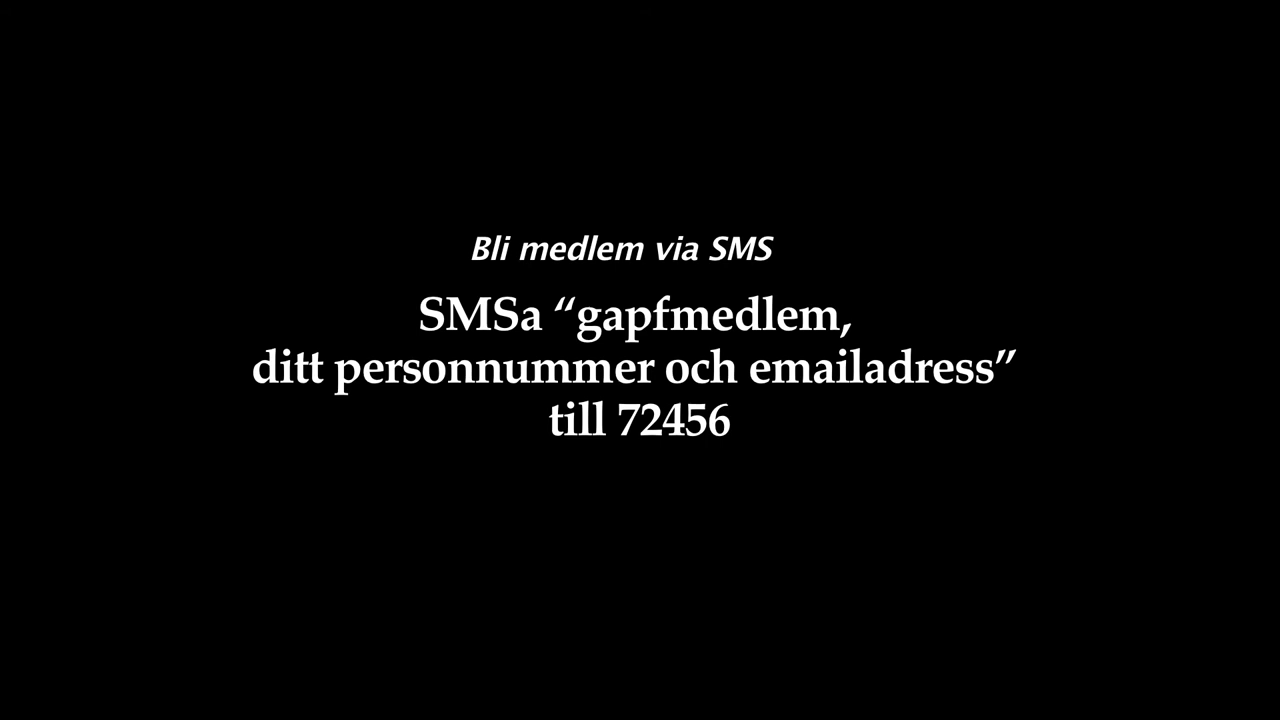 Bli medlem via SMS
SMSa “gapfmedlem,
ditt personnummer och emailadress”
till 72456